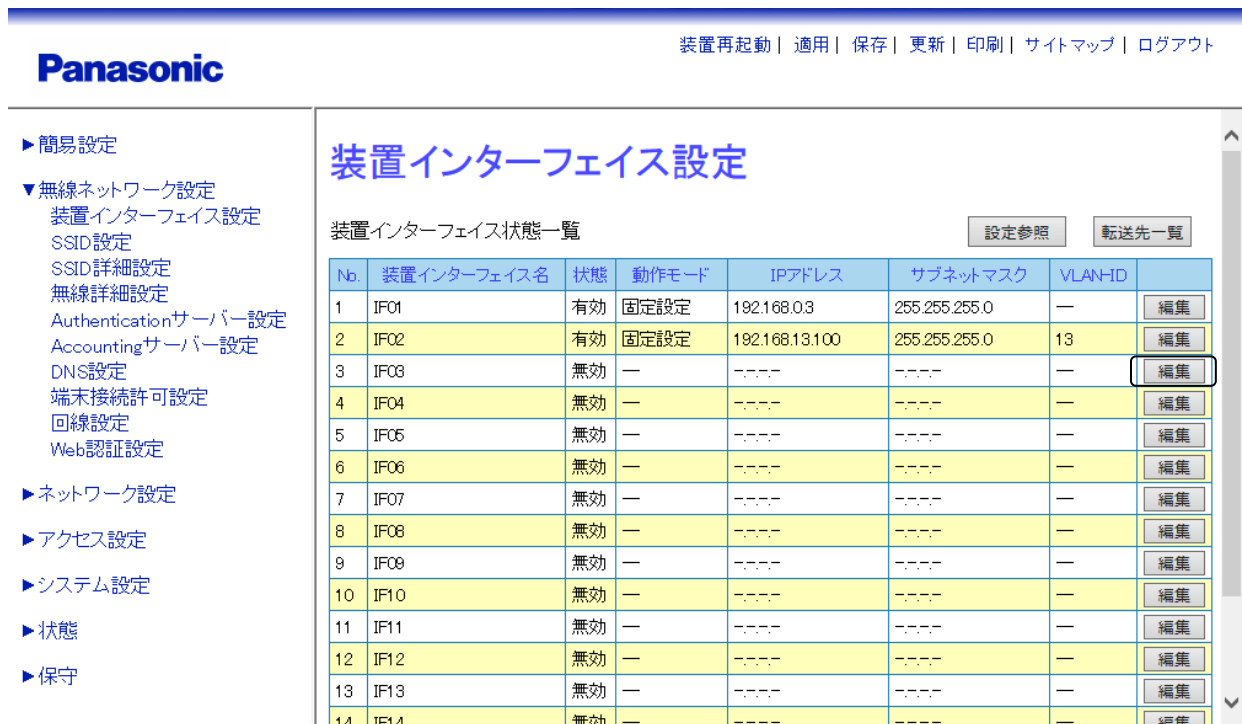 Panasonic
装置再起動| 適用| 保存| 更新| 印刷| サイトマップ| ログアウト
▶簡易設定
▼無線ネットワーク設定
装置インターフェイス設定
SSID設定
SSID詳細設定
無線詳細設定
Authenticationサーバー設定
Accountingサーバー設定
DNS設定
端末接続許可設定
回線設定
Web認証設定
▶ネットワーク設定
▶アクセス設定
▶システム設定
▶状態
▶保守
装置インターフェイス設定
装置インターフェイス状態一覧 設定参照 転送先一覧
No. 装置インターフェイス名 状態 動作モード IPアドレス サブネットマスク VLAN-ID
1 IF01 有効 固定設定 192.168.0.3 255.255.255.0 — 編集
2 IF02 有効 固定設定 192.168.13.100 255.255.255.0 13 編集
3 IF03 無効 — -.-.-.- -.-.-.- — 編集
4 IF04 無効 — -.-.-.- -.-.-.- — 編集
5 IF05 無効 — -.-.-.- -.-.-.- — 編集
6 IF06 無効 — -.-.-.- -.-.-.- — 編集
7 IF07 無効 — -.-.-.- -.-.-.- — 編集
8 IF08 無効 — -.-.-.- -.-.-.- — 編集
9 IF09 無効 — -.-.-.- -.-.-.- — 編集
10 IF10 無効 — -.-.-.- -.-.-.- — 編集
11 IF11 無効 — -.-.-.- -.-.-.- — 編集
12 IF12 無効 — -.-.-.- -.-.-.- — 編集
13 IF13 無効 — -.-.-.- -.-.-.- — 編集
14 IF14 無効 — -.-.-.- -.-.-.- — 編集